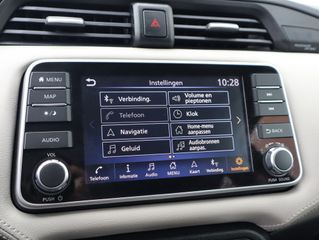 MENU
MAP
AUDIO
VOL
PUSH
Instellingen
10:28
Verbinding.
Volume en
pieptonen
Telefoon
Klok
Navigatie
Home-menu
aanpassen
Geluid
Audiobronnen
aanpas.
Telefoon
Informatie
Audio
MENU
Kaart
Verbinding
Instellingen
BACK
PUSH SOUND